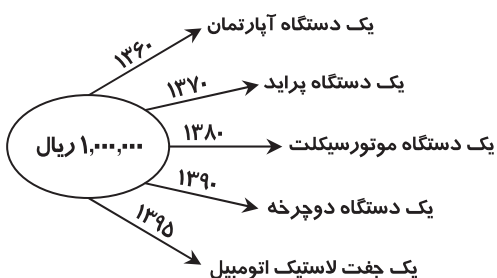 یک دستگاه آپارتمان
۱۳۶۰
یک دستگاه پراید
۱۳۷۰
۱,۰۰۰,۰۰۰ ریال
۱۳۸۰
یک دستگاه موتورسیکلت
۱۳۹۰
یک دستگاه دوچرخه
۱۳۹۵
یک جفت لاستیک اتومبیل